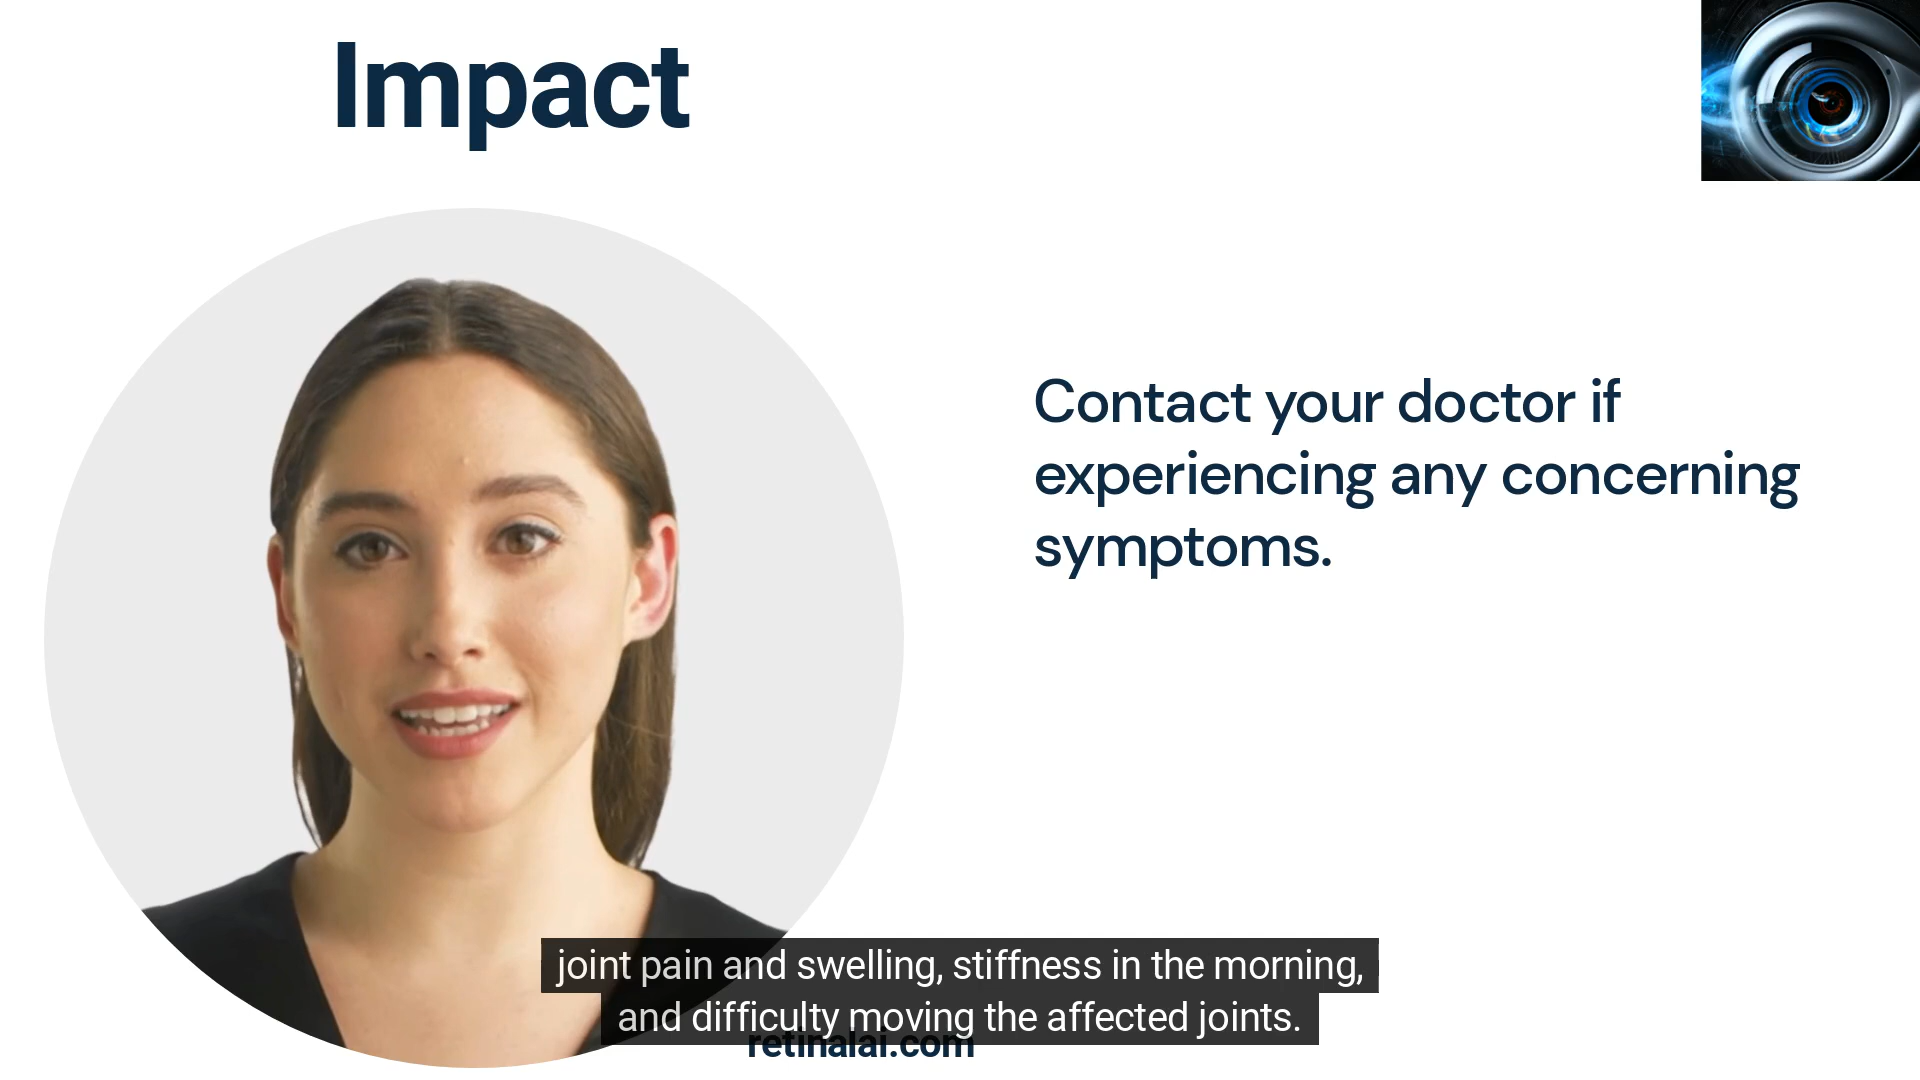 Impact
Contact your doctor if
experiencing any concerning
symptoms.
joint pain and swelling, stiffness in the morning,
and difficulty moving the affected joints.
retinalai.com